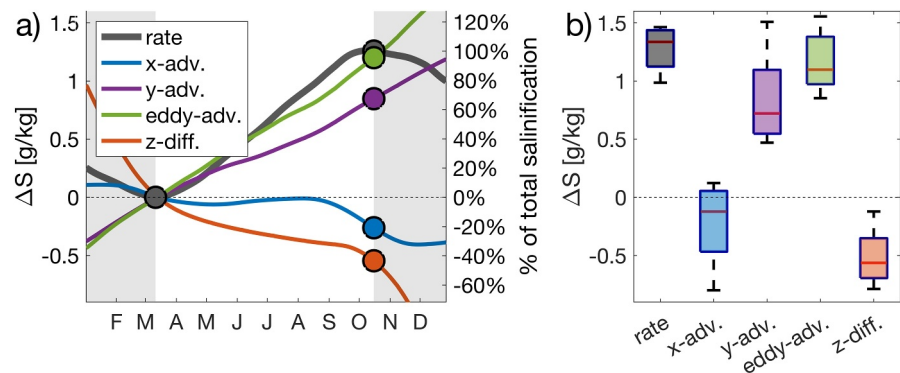 a)
rate
x-adv.
y-adv.
eddy-adv.
z-diff.
ΔS [g/kg]
1.5
1
0.5
0
-0.5
120%
100%
80%
60%
40%
20%
0%
-20%
-40%
-60%
% of total salinification
F M A M J J A S O N D
b)
ΔS [g/kg]
1.5
1
0.5
0
-0.5
rate
x-adv.
y-adv.
eddy-adv.
z-diff.